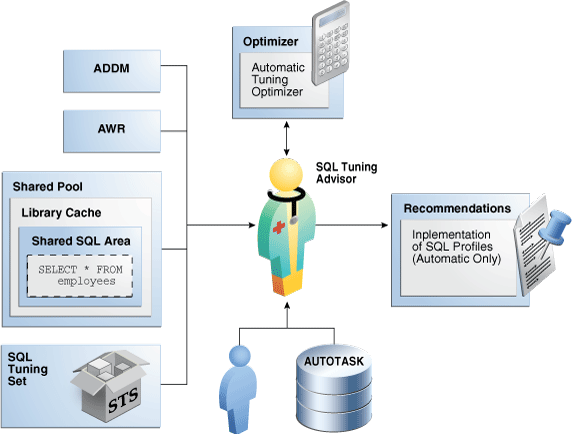 ADDM
AWR
Shared Pool
Library Cache
Shared SQL Area
SELECT * FROM
employees
SQL
Tuning
Set
STS
Optimizer
Automatic
Tuning
Optimizer
SQL Tuning
Advisor
AUTOTASK
Recommendations
Inplementation
of SQL Profiles
(Automatic Only)